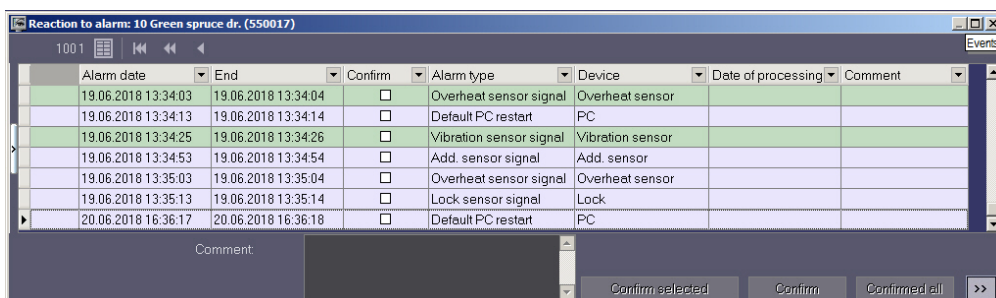 Reaction to alarm: 10 Green spruce dr. (550017)
1001
Events
Alarm date End Confirm Alarm type Device Date of processing Comment
19.06.2018 13:34:03 19.06.2018 13:34:04 Overheat sensor signal Overheat sensor
19.06.2018 13:34:13 19.06.2018 13:34:14 Default PC restart PC
19.06.2018 13:34:25 19.06.2018 13:34:26 Vibration sensor signal Vibration sensor
19.06.2018 13:34:53 19.06.2018 13:34:54 Add. sensor signal Add. sensor
19.06.2018 13:35:03 19.06.2018 13:35:04 Overheat sensor signal Overheat sensor
19.06.2018 13:35:13 19.06.2018 13:35:14 Lock sensor signal Lock
20.06.2018 16:36:17 20.06.2018 16:36:18 Default PC restart PC
Comment:
Confirm selected Confirm Confirmed all >>